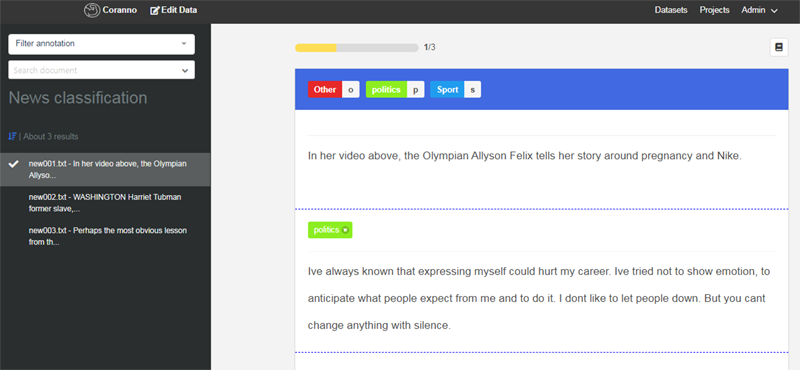 Coranno Edit Data Datasets Projects Admin
Filter annotation
1/3
Search document
News classification
Other o politics p Sport s
| About 3 results
new001.txt - In her video above, the Olympian
Allyso...
new002.txt - WASHINGTON Harriet Tubman
former slave,...
new003.txt - Perhaps the most obvious lesson
from th...
In her video above, the Olympian Allyson Felix tells her story around pregnancy and Nike.
politics
Ive always known that expressing myself could hurt my career. Ive tried not to show emotion, to
anticipate what people expect from me and to do it. I dont like to let people down. But you cant
change anything with silence.